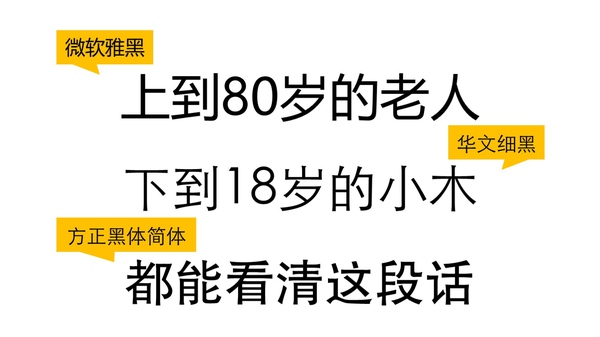 微软雅黑
上到80岁的老人
华文细黑
下到18岁的小木
方正黑体简体
都能看清这段话